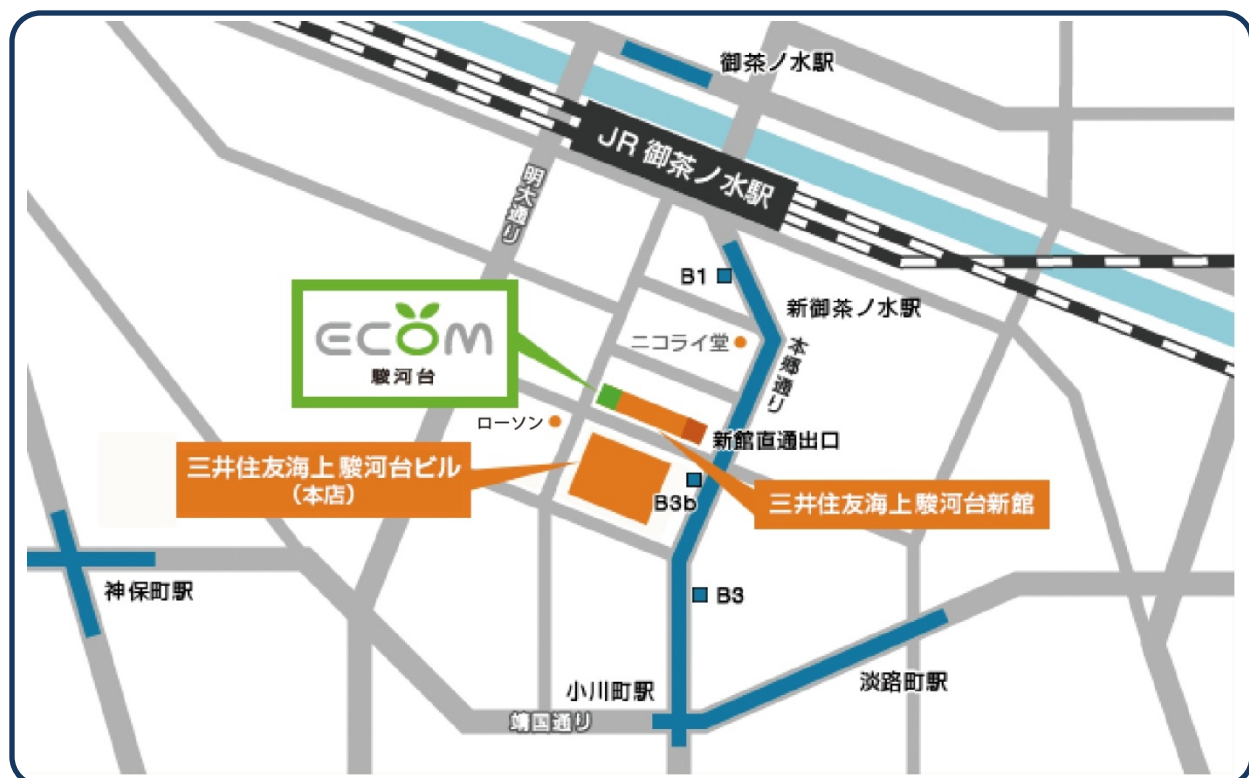 御茶ノ水駅
JR 御茶ノ水駅
明大通り
B1
新御茶ノ水駅
ECOM
駿河台
ニコライ堂
本郷通り
ローソン
新館直通出口
三井住友海上 駿河台ビル
(本店)
B3b
三井住友海上 駿河台新館
神保町駅
B3
小川町駅
淡路町駅
靖国通り